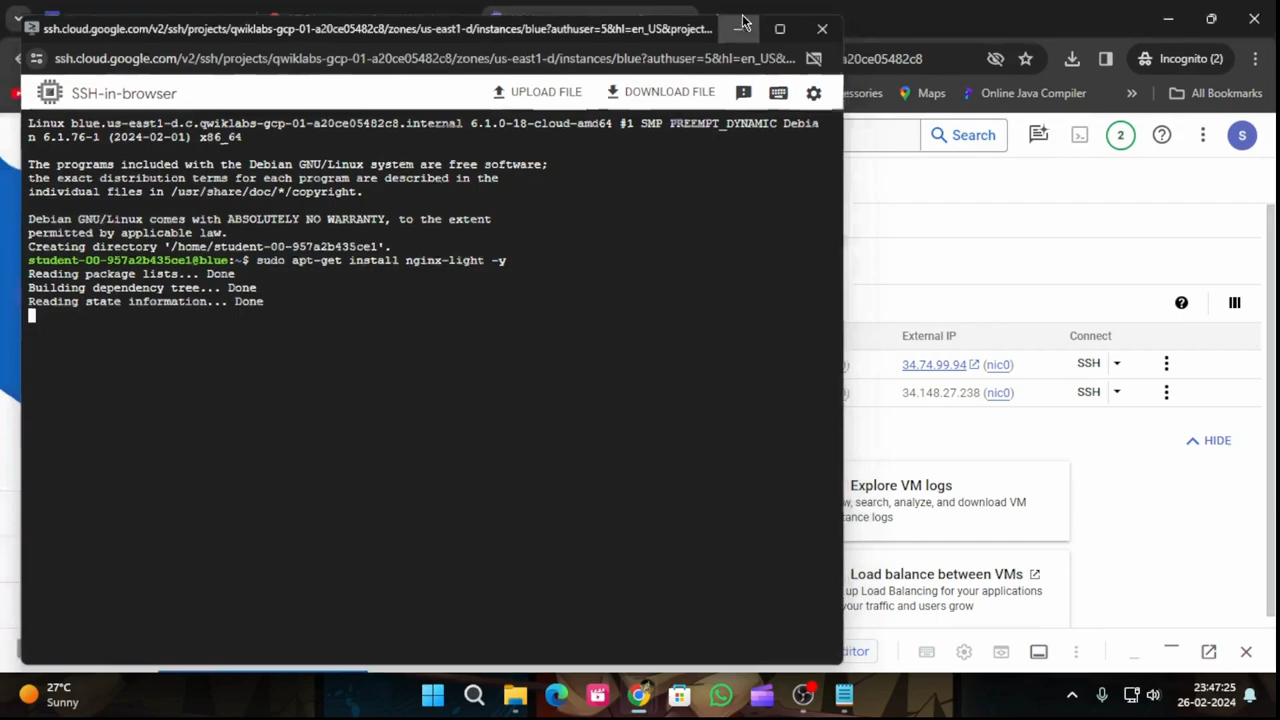 ssh.cloud.google.com/v2/ssh/projects/qwiklabs-gcp-01-a20ce05482c8/zones/us-east1-d/instances/blue?authuser=5&hl=en_US&project...
ssh.cloud.google.com/v2/ssh/projects/qwiklabs-gcp-01-a20ce05482c8/zones/us-east1-d/instances/blue?authuser=5&hl=en_US&...
a20ce05482c8
Incognito (2)
SSH-in-browser
UPLOAD FILE
DOWNLOAD FILE
Maps
Online Java Compiler
»
All Bookmarks
Search
2
S
Linux blue.us-east1-d.c.qwiklabs-gcp-01-a20ce05482c8.internal 6.1.0-18-cloud-amd64 #1 SMP PREEMPT_DYNAMIC Debia
n 6.1.76-1 (2024-02-01) x86_64
The programs included with the Debian GNU/Linux system are free software;
the exact distribution terms for each program are described in the
individual files in /usr/share/doc/*/copyright.
Debian GNU/Linux comes with ABSOLUTELY NO WARRANTY, to the extent
permitted by applicable law.
Creating directory '/home/student-00-957a2b435ce1'.
student-00-957a2b435ce1@blue:~$ sudo apt-get install nginx-light -y
Reading package lists... Done
Building dependency tree... Done
Reading state information... Done
External IP
Connect
34.74.99.94 (nic0)
SSH
34.148.27.238 (nic0)
SSH
HIDE
Explore VM logs
w, search, analyze, and download VM
tance logs
Load balance between VMs
up Load Balancing for your applications
your traffic and users grow
ditor
27°C
Sunny
23:47:25
26-02-2024